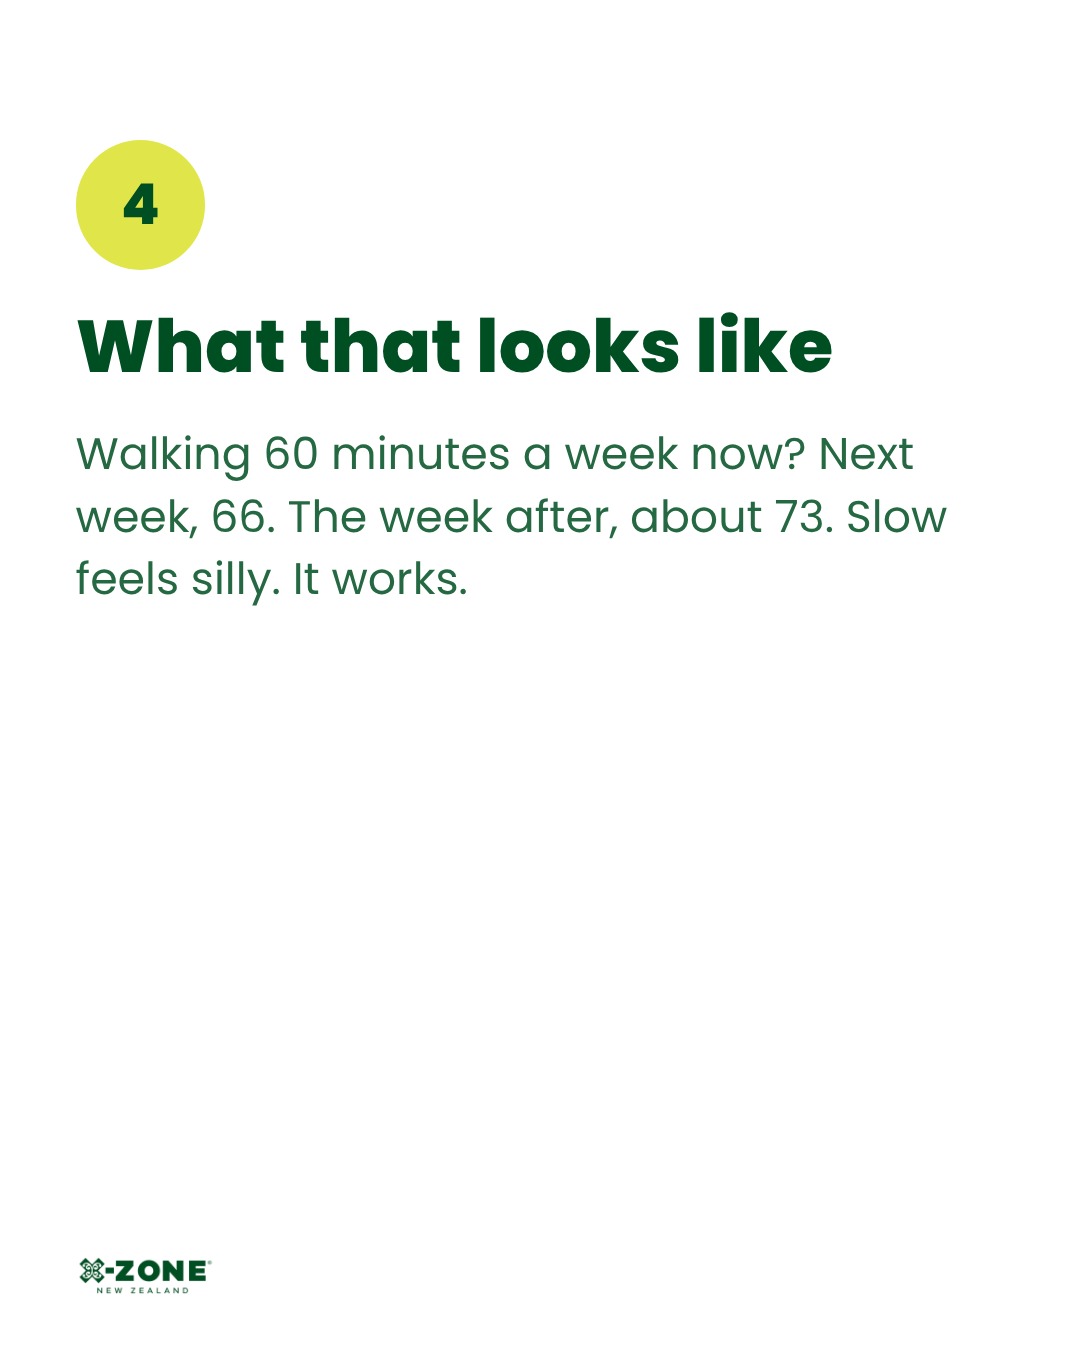 4
What that looks like
Walking 60 minutes a week now? Next
week, 66. The week after, about 73. Slow
feels silly. It works.
X-ZONE®
NEW ZEALAND